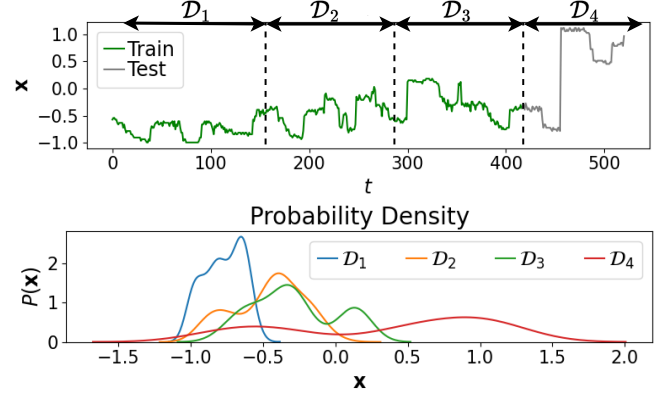 𝒟₁ 𝒟₂ 𝒟₃ 𝒟₄
1.0
0.5
0.0
−0.5
−1.0
x
Train
Test
0 100 200 300 400 500
t
Probability Density
P(x)
2
1
0
𝒟₁ 𝒟₂ 𝒟₃ 𝒟₄
−1.5 −1.0 −0.5 0.0 0.5 1.0 1.5 2.0
x